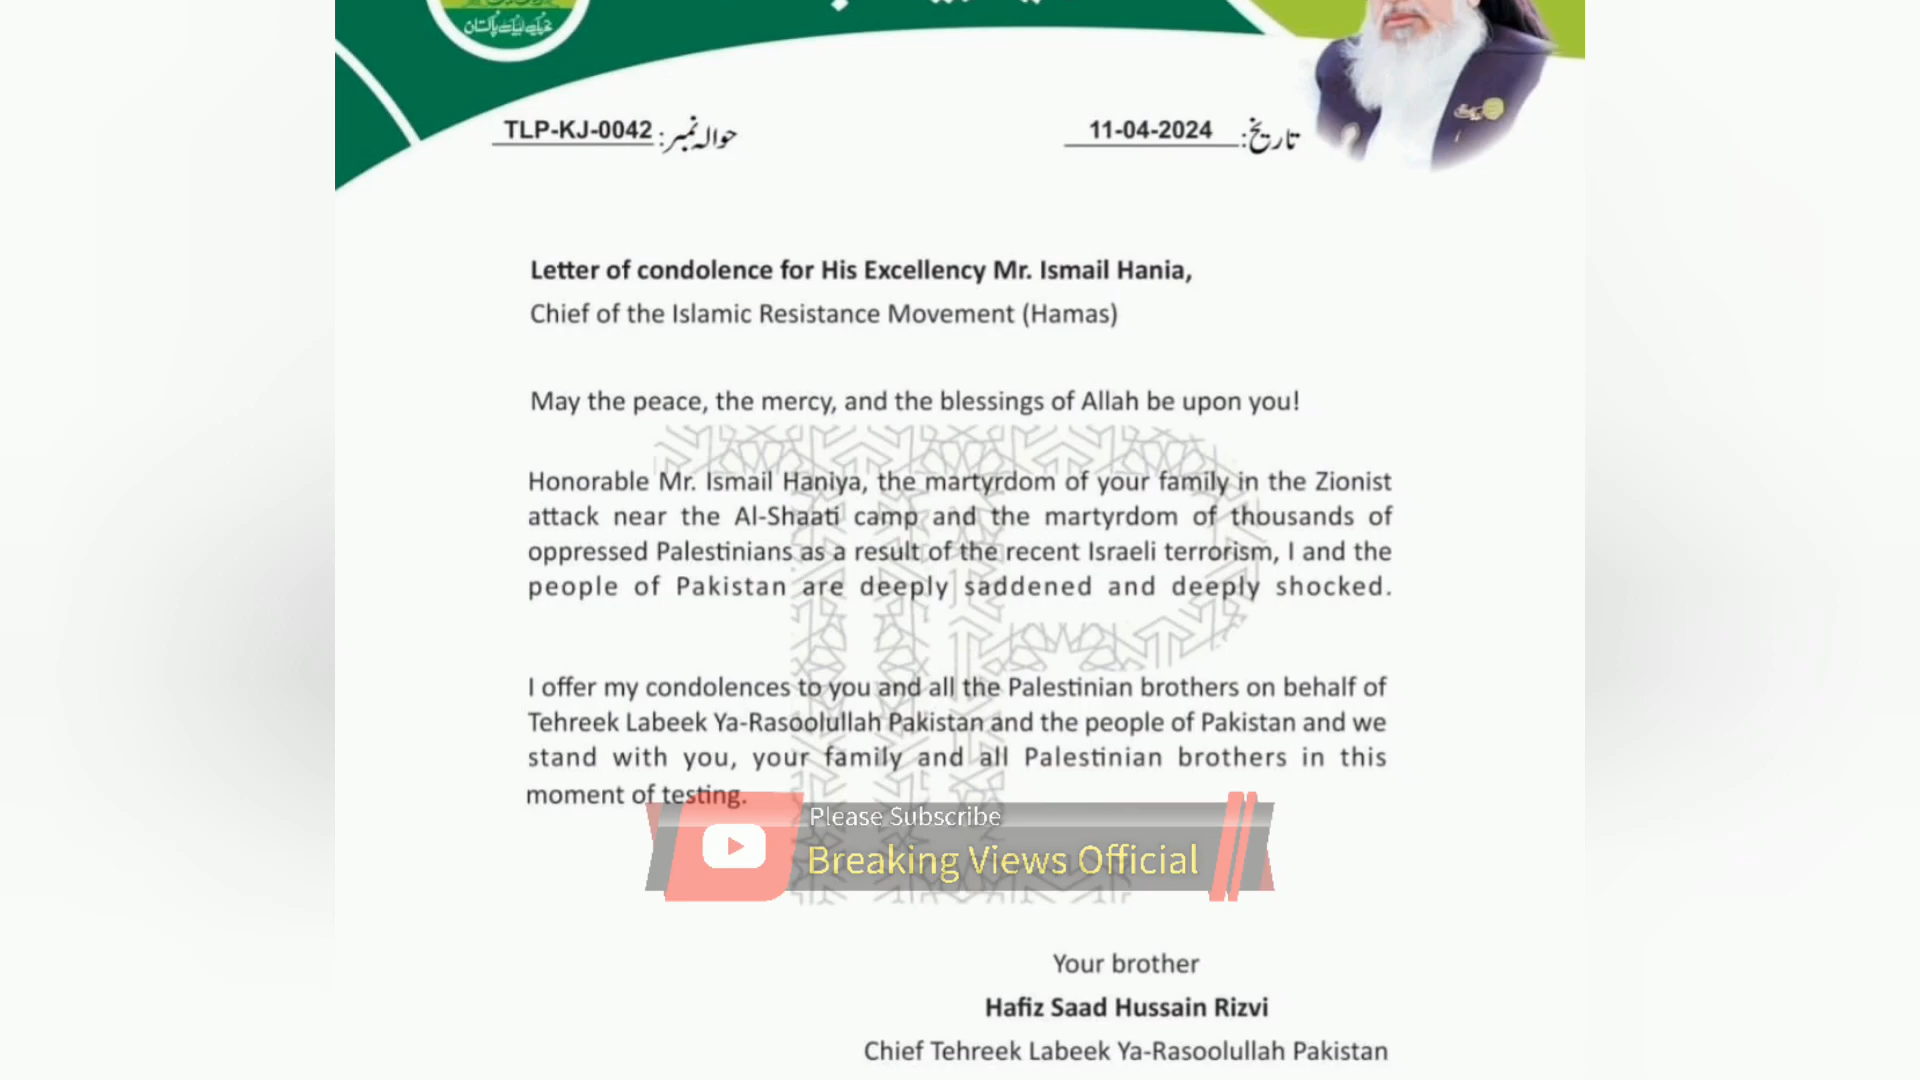 تحریک لبیک پاکستان
TLP-KJ-0042 حوالہ نمبر:
11-04-2024 تاریخ:
Letter of condolence for His Excellency Mr. Ismail Hania,
Chief of the Islamic Resistance Movement (Hamas)
May the peace, the mercy, and the blessings of Allah be upon you!
Honorable Mr. Ismail Haniya, the martyrdom of your family in the Zionist
attack near the Al-Shaati camp and the martyrdom of thousands of
oppressed Palestinians as a result of the recent Israeli terrorism, I and the
people of Pakistan are deeply saddened and deeply shocked.
I offer my condolences to you and all the Palestinian brothers on behalf of
Tehreek Labeek Ya-Rasoolullah Pakistan and the people of Pakistan and we
stand with you, your family and all Palestinian brothers in this
moment of testing.
Please Subscribe
Breaking Views Official
Your brother
Hafiz Saad Hussain Rizvi
Chief Tehreek Labeek Ya-Rasoolullah Pakistan